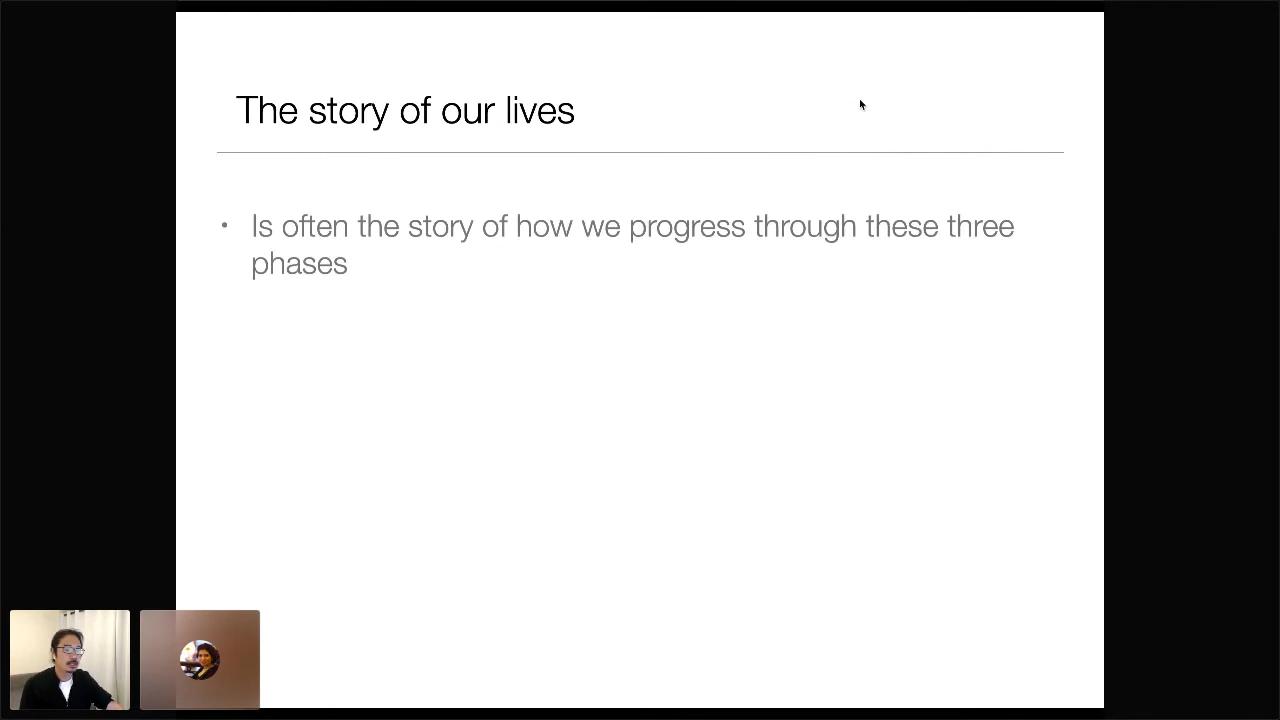 The story of our lives
• Is often the story of how we progress through these three
phases